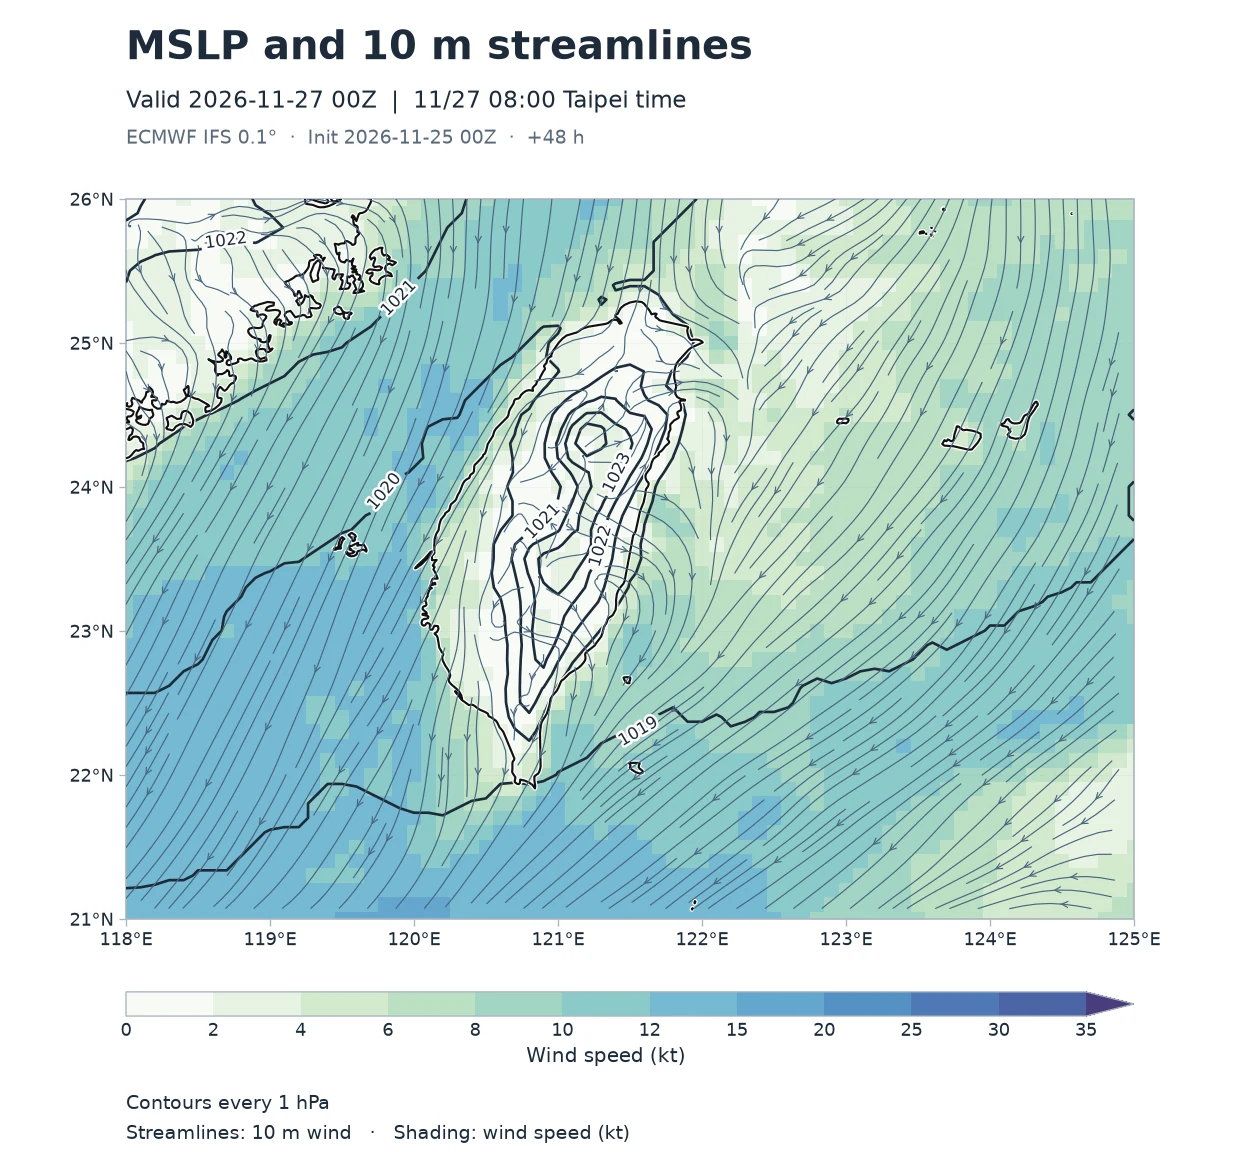 MSLP and 10 m streamlines
Valid 2026-11-27 00Z | 11/27 08:00 Taipei time
ECMWF IFS 0.1° · Init 2026-11-25 00Z · +48 h
26°N
1022
1021
25°N
1020
24°N
1023
1021
1022
23°N
1019
22°N
21°N
118°E 119°E 120°E 121°E 122°E 123°E 124°E 125°E
0 2 4 6 8 10 12 15 20 25 30 35
Wind speed (kt)
Contours every 1 hPa
Streamlines: 10 m wind · Shading: wind speed (kt)